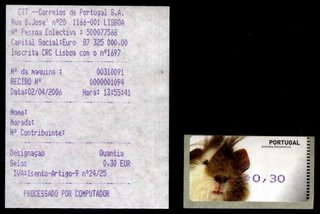 CTT --Correios de Portugal S.A.
Rua S.Jose' nº20 1166-001 LISBOA
Nº Pessoa Colectiva : 500077568
Capital Social:Euro 87 325 000.00
Inscrita CRC Lisboa com o nº1697
Nº da maquina : 00310091
RECIBO Nº 0000001094
Data:02/04/2006 Hora: 13:55:41
Nome:
Morada:
Nº Contribuinte:
Designaçao Quantia
Selos 0.30 EUR
IVA:Isento-Artigo-9 nº24/25
PROCESSADO POR COMPUTADOR
PORTUGAL
*0,30